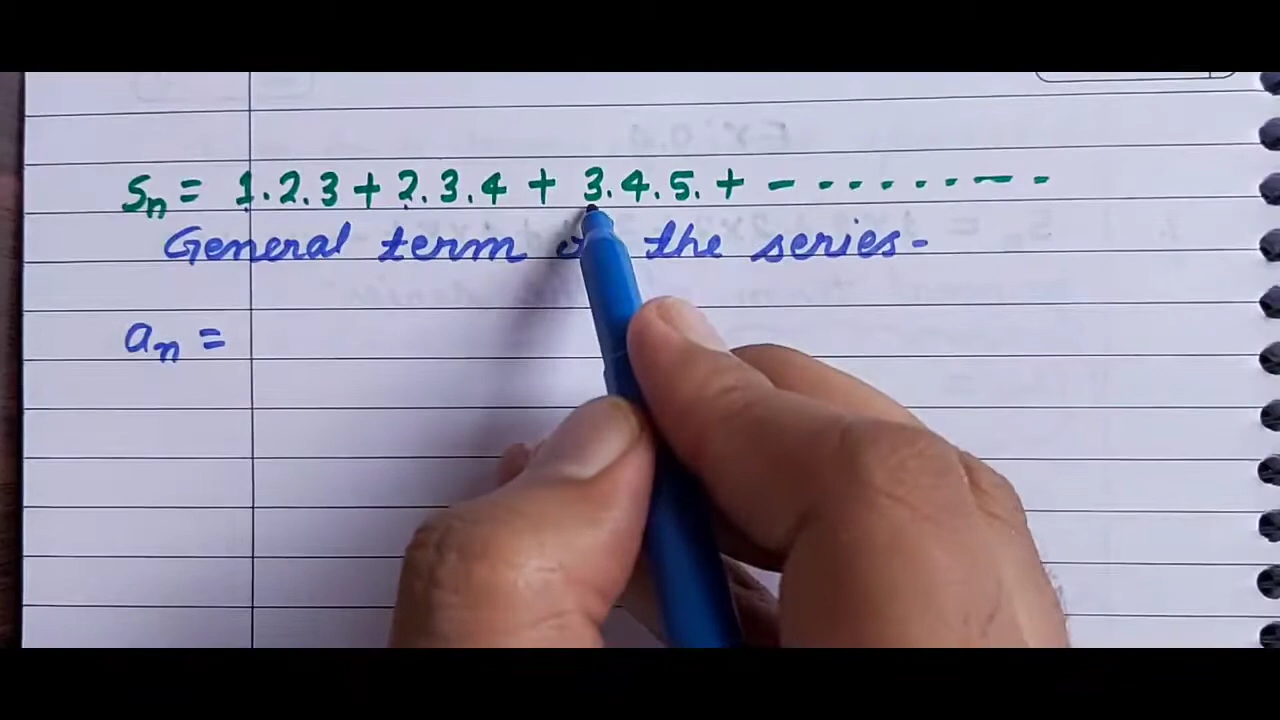 Sn = 1.2.3 + 2.3.4 + 3.4.5. + - . . . . . . - .
General term the series.
an =